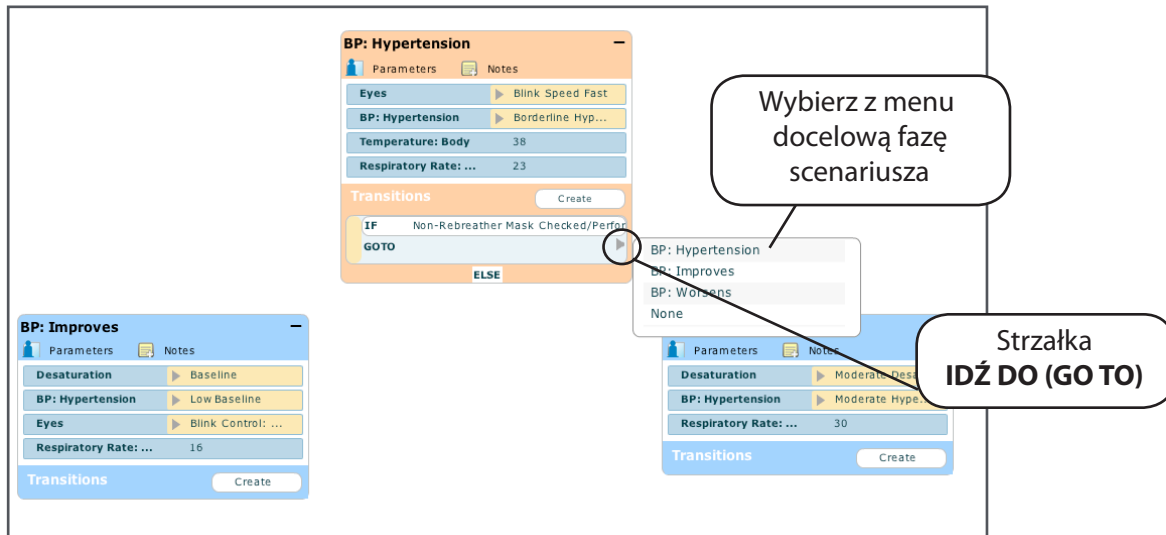 BP: Hypertension
Parameters Notes
Eyes Blink Speed Fast
BP: Hypertension Borderline Hyp...
Temperature: Body 38
Respiratory Rate: ... 23
Transitions Create
IF Non-Rebreather Mask Checked/Perfor
GOTO
ELSE
Wybierz z menu
docelową fazę
scenariusza
BP: Hypertension
BP: Improves
BP: Worsens
None
Strzałka
IDŹ DO (GO TO)
BP: Improves
Parameters Notes
Desaturation Baseline
BP: Hypertension Low Baseline
Eyes Blink Control: ...
Respiratory Rate: ... 16
Transitions Create
Parameters Notes
Desaturation Moderate Desa
BP: Hypertension Moderate Hype...
Respiratory Rate: ... 30
Transitions Create